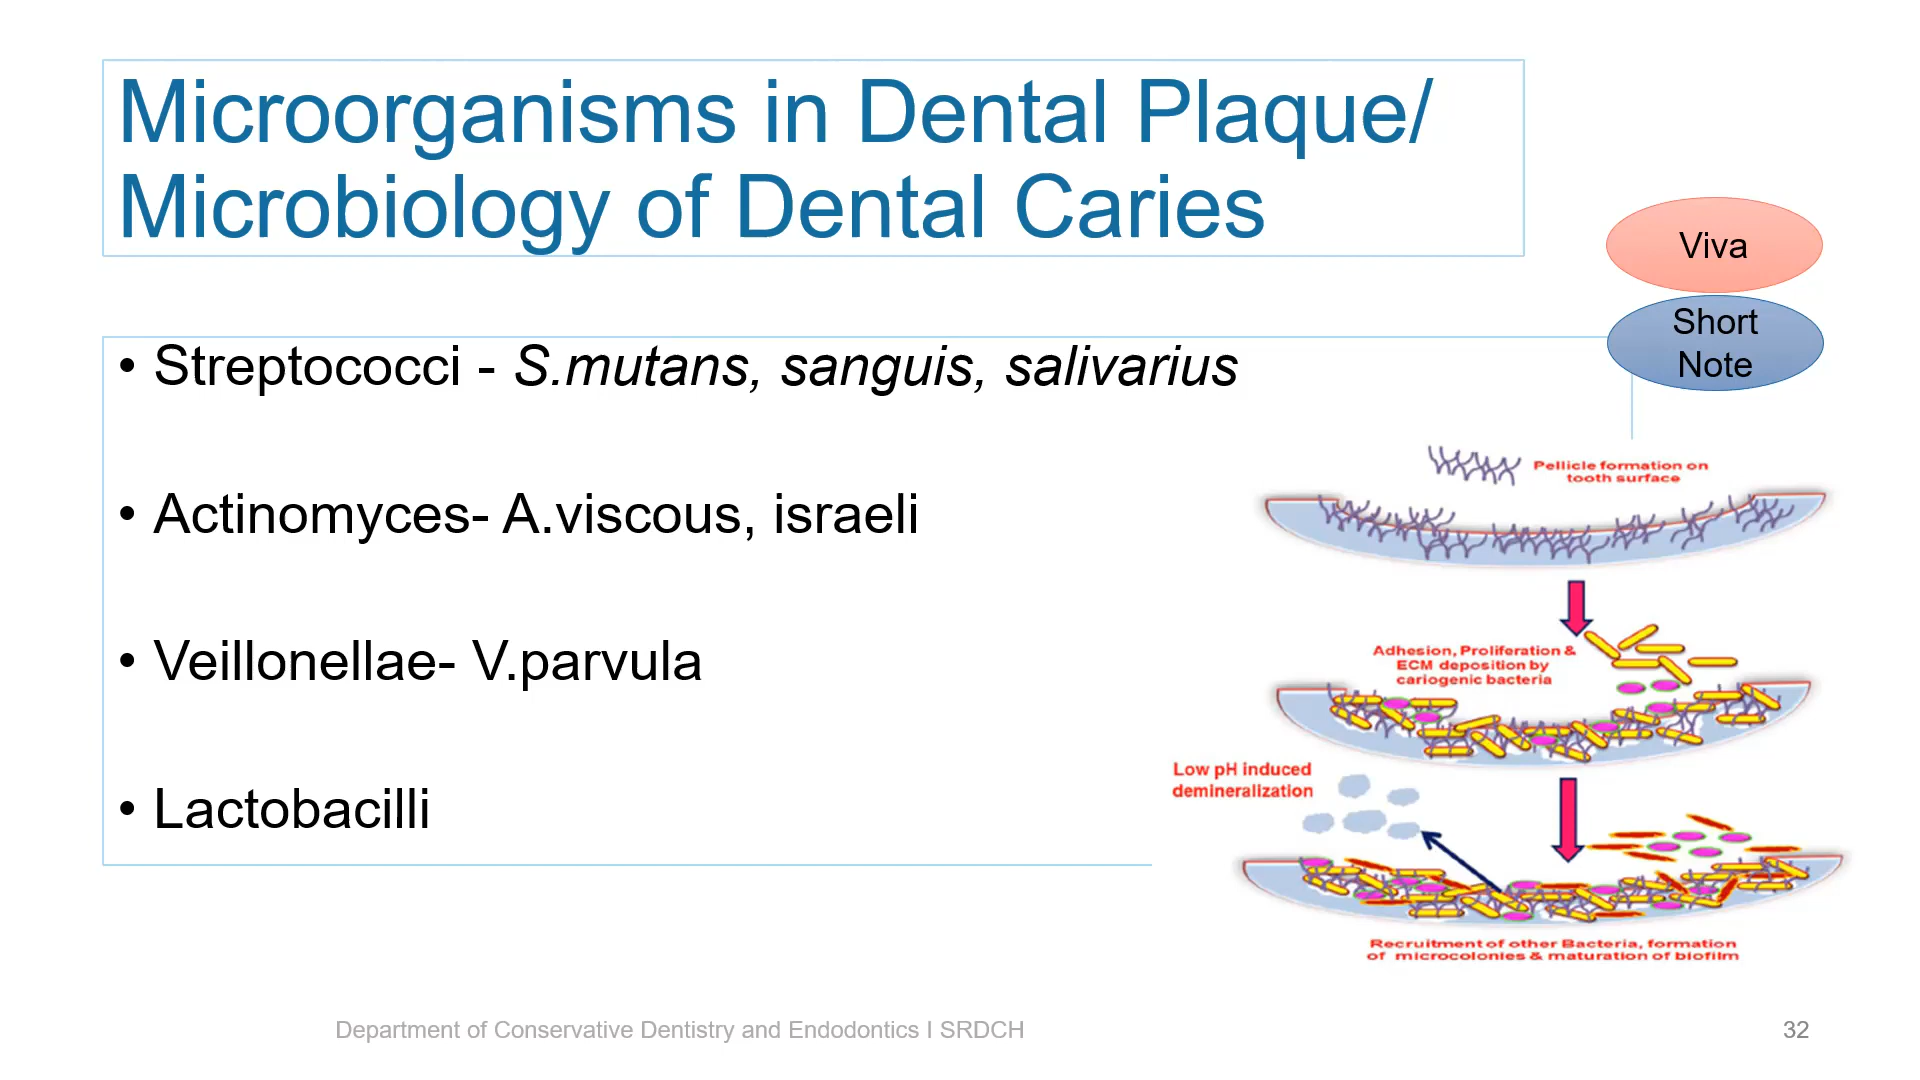 Microorganisms in Dental Plaque/
Microbiology of Dental Caries
Viva
Short
Note
• Streptococci - S.mutans, sanguis, salivarius
• Actinomyces- A.viscous, israeli
• Veillonellae- V.parvula
• Lactobacilli
Pellicle formation on
tooth surface
Adhesion, Proliferation &
ECM deposition by
cariogenic bacteria
Low pH induced
demineralization
Recruitment of other Bacteria, formation
of microcolonies & maturation of biofilm
Department of Conservative Dentistry and Endodontics I SRDCH
32